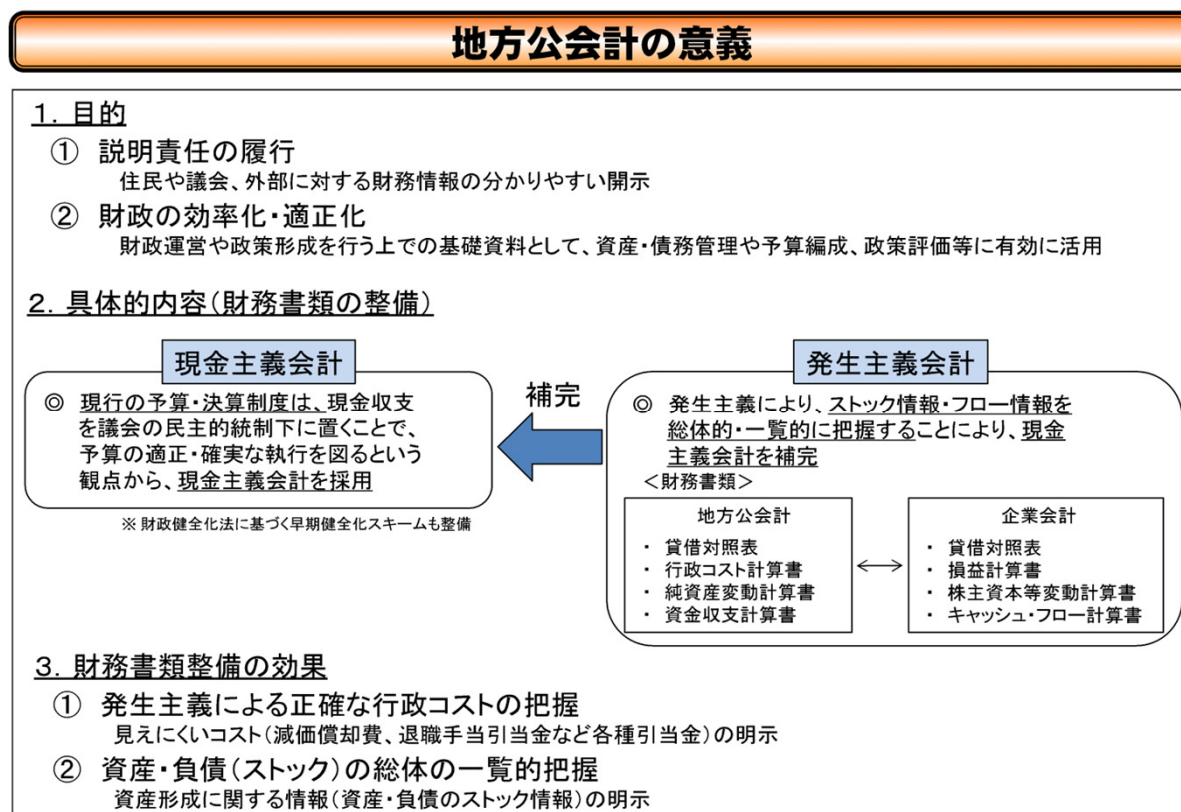 地方公会計の意義
１．目的
① 説明責任の履行
住民や議会、外部に対する財務情報の分かりやすい開示
② 財政の効率化・適正化
財政運営や政策形成を行う上での基礎資料として、資産・債務管理や予算編成、政策評価等に有効に活用
２．具体的内容（財務書類の整備）
現金主義会計
◎ 現行の予算・決算制度は、現金収支
を議会の民主的統制下に置くことで、
予算の適正・確実な執行を図るという
観点から、現金主義会計を採用
※ 財政健全化法に基づく早期健全化スキームも整備
補完
発生主義会計
◎ 発生主義により、ストック情報・フロー情報を
総体的・一覧的に把握することにより、現金
主義会計を補完
＜財務書類＞
地方公会計
・ 貸借対照表
・ 行政コスト計算書
・ 純資産変動計算書
・ 資金収支計算書
企業会計
・ 貸借対照表
・ 損益計算書
・ 株主資本等変動計算書
・ キャッシュ・フロー計算書
３．財務書類整備の効果
① 発生主義による正確な行政コストの把握
見えにくいコスト（減価償却費、退職手当引当金など各種引当金）の明示
② 資産・負債（ストック）の総体の一覧的把握
資産形成に関する情報（資産・負債のストック情報）の明示